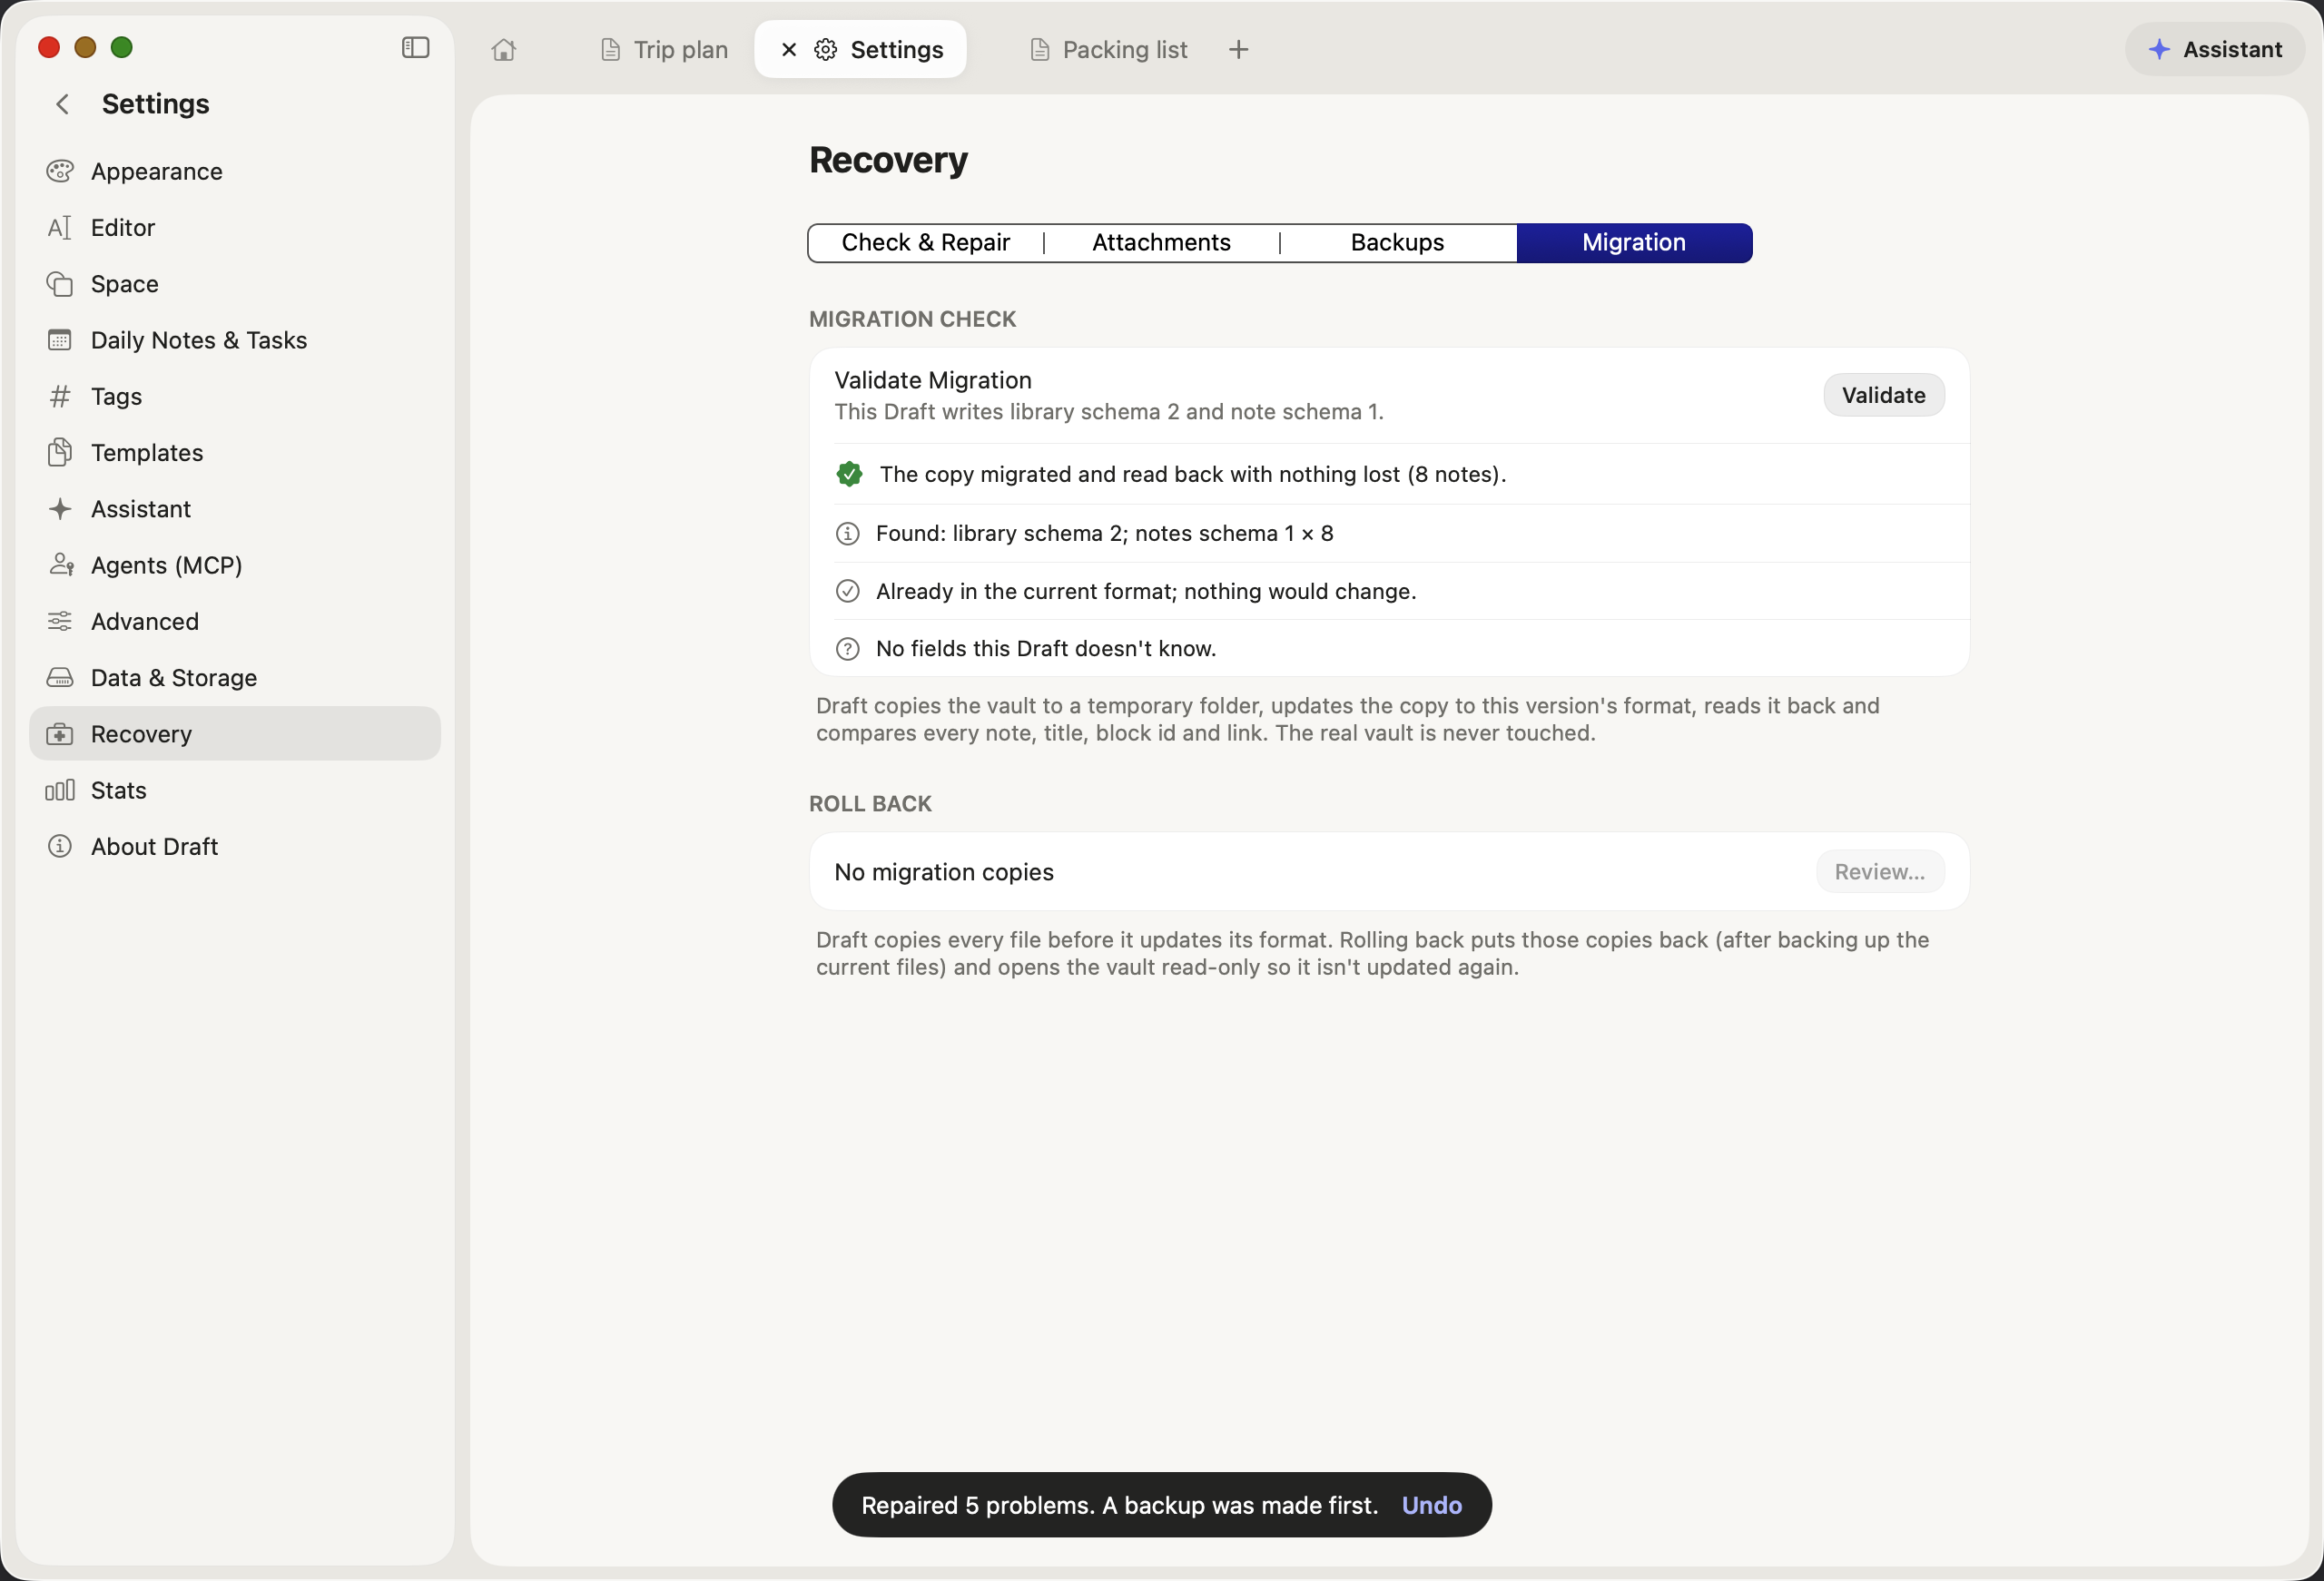 Settings
Appearance
Editor
Space
Daily Notes & Tasks
Tags
Templates
Assistant
Agents (MCP)
Advanced
Data & Storage
Recovery
Stats
About Draft
Trip plan
Settings
Packing list
Assistant
Recovery
Check & Repair
Attachments
Backups
Migration
MIGRATION CHECK
Validate Migration
This Draft writes library schema 2 and note schema 1.
Validate
The copy migrated and read back with nothing lost (8 notes).
Found: library schema 2; notes schema 1 × 8
Already in the current format; nothing would change.
No fields this Draft doesn't know.
Draft copies the vault to a temporary folder, updates the copy to this version's format, reads it back and
compares every note, title, block id and link. The real vault is never touched.
ROLL BACK
No migration copies
Review...
Draft copies every file before it updates its format. Rolling back puts those copies back (after backing up the
current files) and opens the vault read-only so it isn't updated again.
Repaired 5 problems. A backup was made first. Undo